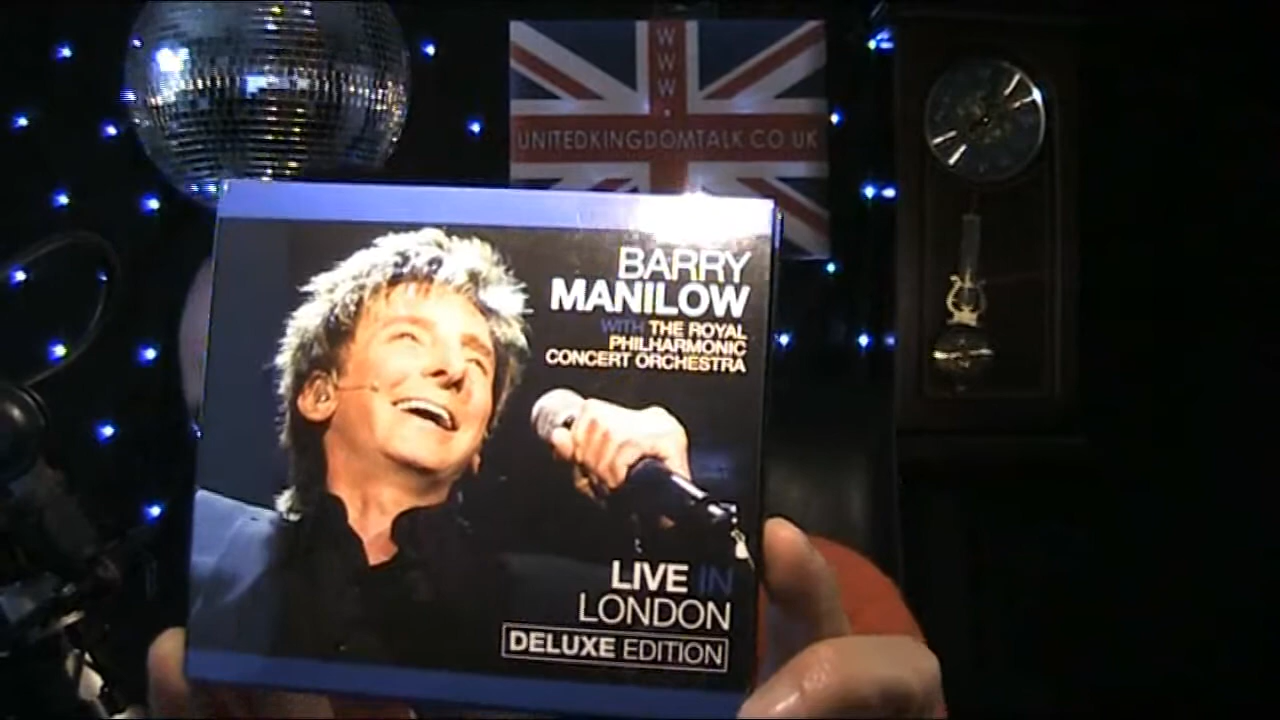 WWW.
UNITEDKINGDOMTALK.CO.UK
BARRY
MANILOW
WITH THE ROYAL
PHILHARMONIC
CONCERT ORCHESTRA
LIVE IN
LONDON
DELUXE EDITION